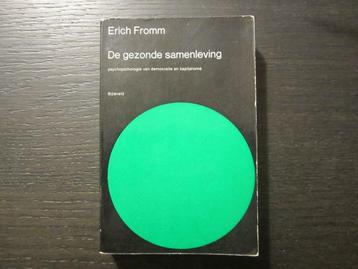 Erich Fromm
De gezonde samenleving
psychopathologie van democratie en kapitalisme
Bijleveld